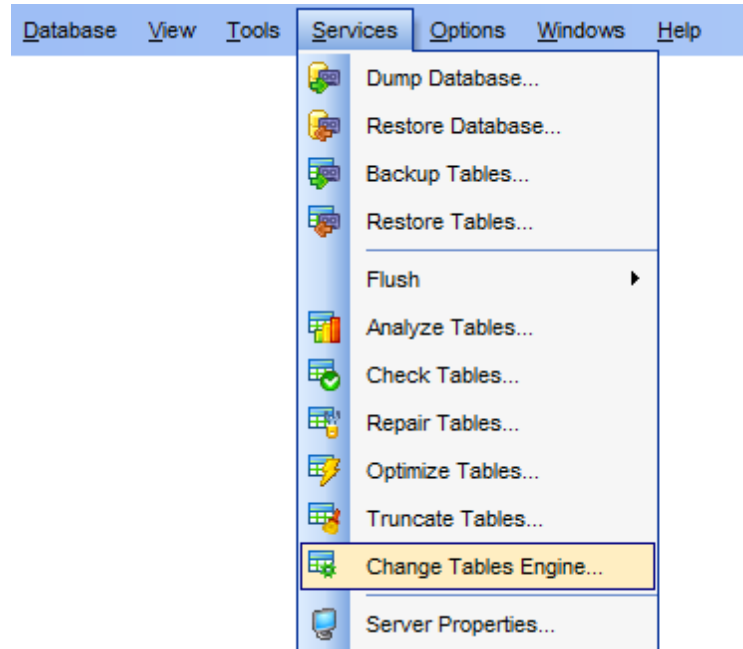 Database View Tools Services Options Windows Help
Dump Database...
Restore Database...
Backup Tables...
Restore Tables...
Flush
Analyze Tables...
Check Tables...
Repair Tables...
Optimize Tables...
Truncate Tables...
Change Tables Engine...
Server Properties...